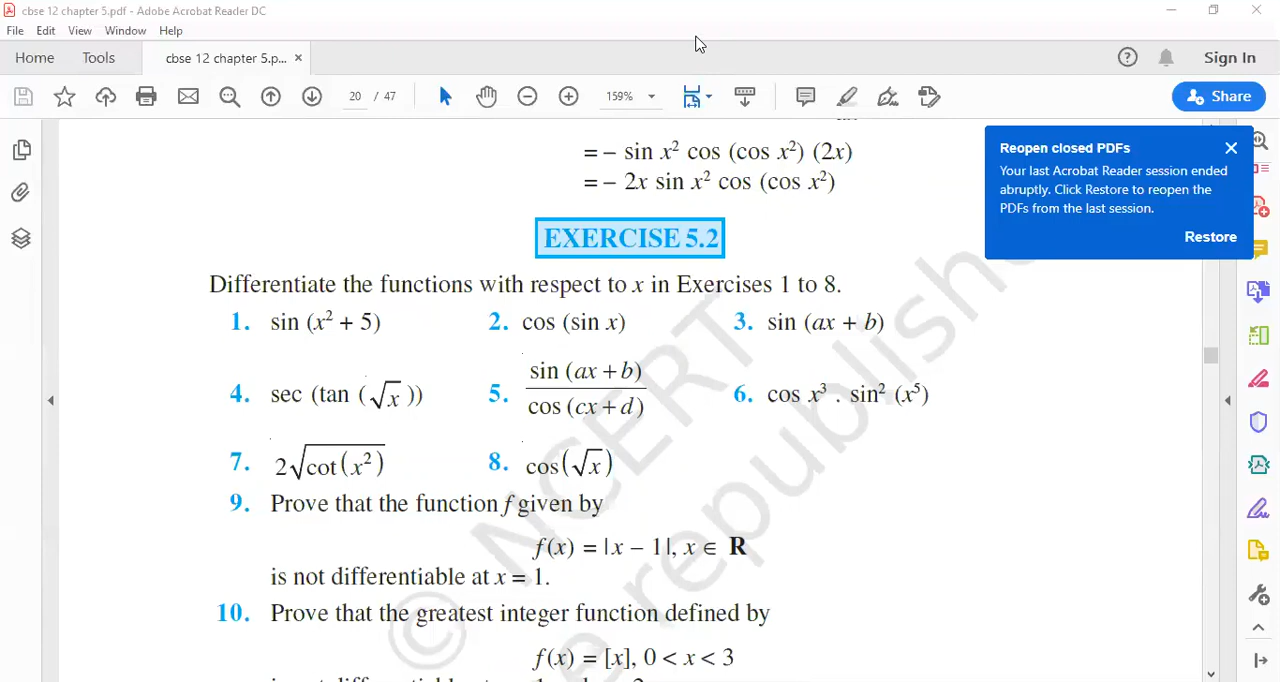 cbse 12 chapter 5.pdf - Adobe Acrobat Reader DC
File Edit View Window Help
Home Tools cbse 12 chapter 5.p... × Sign In
20 / 47 159% Share
= – sin x² cos (cos x²) (2x)
= – 2x sin x² cos (cos x²)
Reopen closed PDFs
Your last Acrobat Reader session ended
abruptly. Click Restore to reopen the
PDFs from the last session.
Restore
EXERCISE 5.2
Differentiate the functions with respect to x in Exercises 1 to 8.
1. sin (x² + 5) 2. cos (sin x) 3. sin (ax + b)
4. sec (tan (√x)) 5. sin (ax + b) / cos (cx + d) 6. cos x³ . sin² (x⁵)
7. 2√cot(x²) 8. cos(√x)
9. Prove that the function f given by
f(x) = |x – 1|, x ∈ R
is not differentiable at x = 1.
10. Prove that the greatest integer function defined by
f(x) = [x], 0 < x < 3
© NCERT
republish